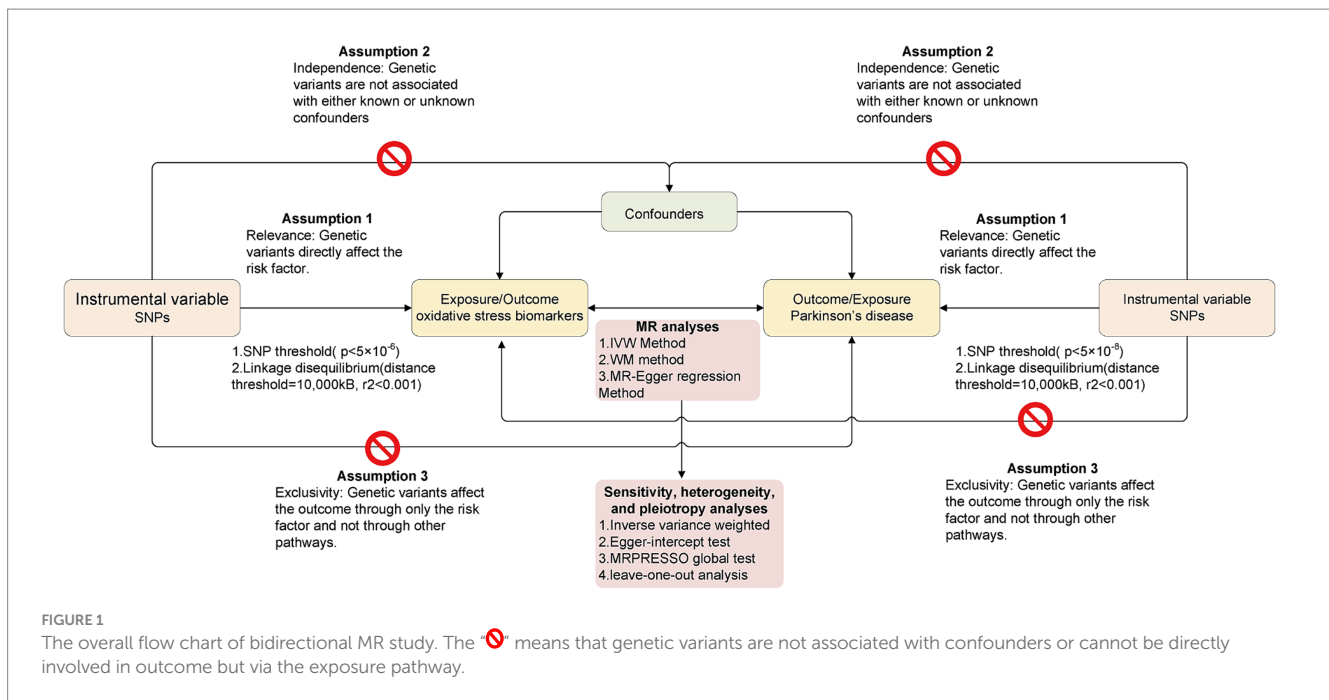 Assumption 2
Independence: Genetic
variants are not associated
with either known or unknown
confounders
Assumption 2
Independence: Genetic
variants are not associated
with either known or unknown
confounders
Confounders
Assumption 1
Relevance: Genetic
variants directly affect the
risk factor.
Assumption 1
Relevance: Genetic
variants directly affect the
risk factor.
Instrumental variable
SNPs
Exposure/Outcome
oxidative stress biomarkers
Outcome/Exposure
Parkinson's disease
Instrumental variable
SNPs
1.SNP threshold( p<5×10⁻⁶)
2.Linkage disequilibrium(distance
threshold=10,000kB, r2<0.001)
MR analyses
1.IVW Method
2.WM method
3.MR-Egger regression
Method
1.SNP threshold( p<5×10⁻⁸)
2.Linkage disequilibrium(distance
threshold=10,000kB, r2<0.001)
Assumption 3
Exclusivity: Genetic variants affect
the outcome through only the risk
factor and not through other
pathways.
Sensitivity, heterogeneity,
and pleiotropy analyses
1.Inverse variance weighted
2.Egger-intercept test
3.MRPRESSO global test
4.leave-one-out analysis
Assumption 3
Exclusivity: Genetic variants affect
the outcome through only the risk
factor and not through other
pathways.
FIGURE 1
The overall flow chart of bidirectional MR study. The "🚫" means that genetic variants are not associated with confounders or cannot be directly
involved in outcome but via the exposure pathway.